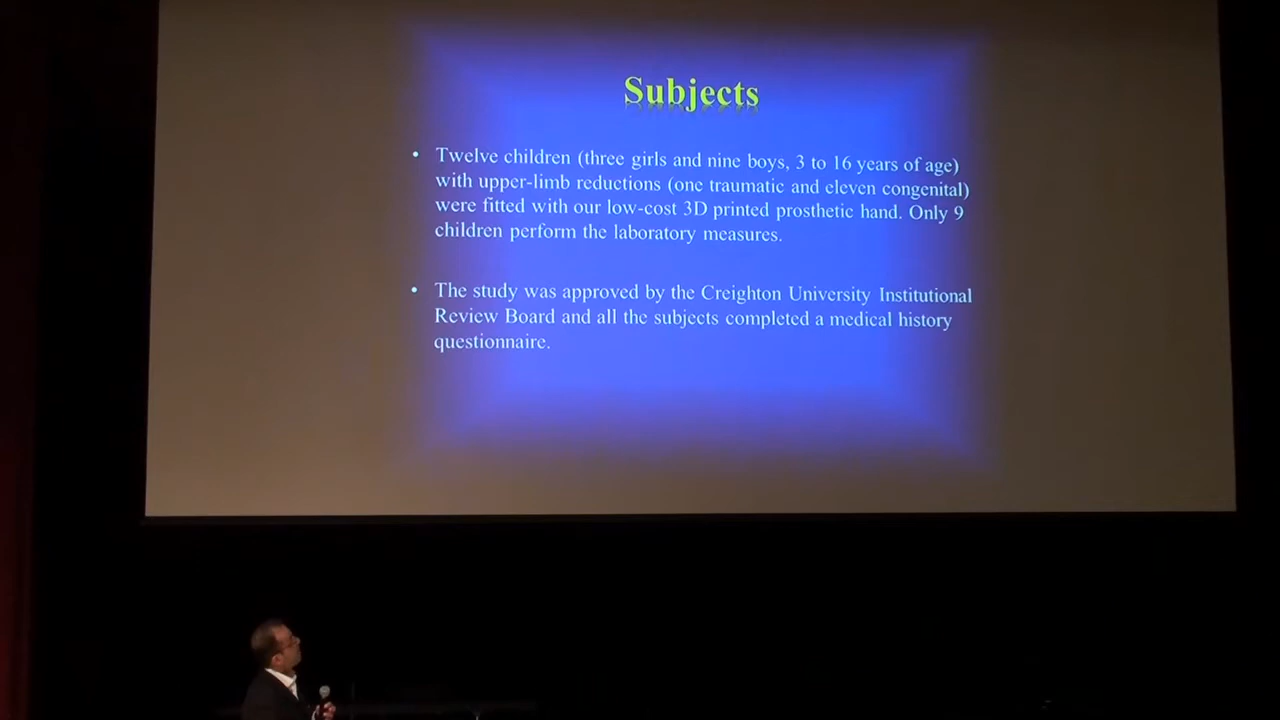 Subjects
• Twelve children (three girls and nine boys, 3 to 16 years of age)
with upper-limb reductions (one traumatic and eleven congenital)
were fitted with our low-cost 3D printed prosthetic hand. Only 9
children perform the laboratory measures.
• The study was approved by the Creighton University Institutional
Review Board and all the subjects completed a medical history
questionnaire.